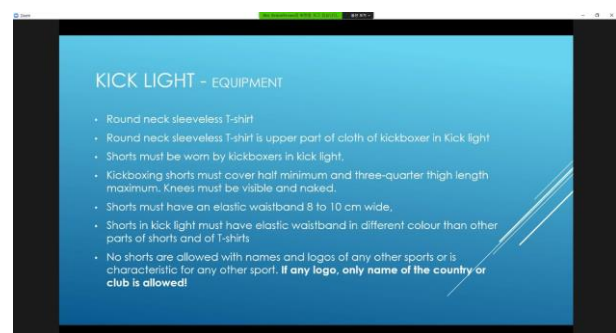 Zoom
KICK LIGHT - EQUIPMENT
• Round neck sleeveless T-shirt
• Round neck sleeveless T-shirt is upper part of cloth of kickboxer in Kick light
• Shorts must be worn by kickboxers in kick light.
• Kickboxing shorts must cover half minimum and three-quarter thigh length
maximum. Knees must be visible and naked.
• Shorts must have an elastic waistband 8 to 10 cm wide.
• Shorts in kick light must have elastic waistband in different colour than other
parts of shorts and of T-shirts
• No shorts are allowed with names and logos of any other sports or is
characteristic for any other sport. If any logo, only name of the country or
club is allowed!